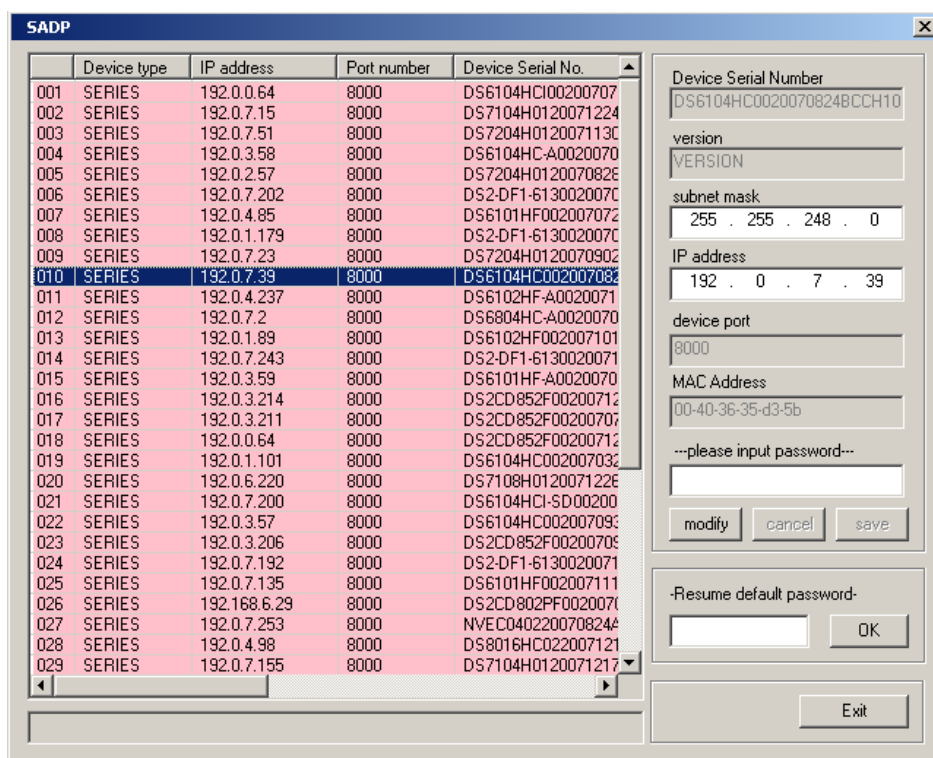 SADP
Device type IP address Port number Device Serial No.
001 SERIES 192.0.0.64 8000 DS6104HCI00200707
002 SERIES 192.0.7.15 8000 DS7104H0120071224
003 SERIES 192.0.7.51 8000 DS7204H012007113
004 SERIES 192.0.3.58 8000 DS6104HC-A0020070
005 SERIES 192.0.2.57 8000 DS7204H0120070828
006 SERIES 192.0.7.202 8000 DS2-DF1-613002007
007 SERIES 192.0.4.85 8000 DS6101HF002007072
008 SERIES 192.0.1.179 8000 DS2-DF1-613002007
009 SERIES 192.0.7.23 8000 DS7204H0120070902
010 SERIES 192.0.7.39 8000 DS6104HC002007082
011 SERIES 192.0.4.237 8000 DS6102HF-A0020071
012 SERIES 192.0.7.2 8000 DS6804HC-A0020070
013 SERIES 192.0.1.89 8000 DS6102HF002007101
014 SERIES 192.0.7.243 8000 DS2-DF1-6130020071
015 SERIES 192.0.3.59 8000 DS6101HF-A0020070
016 SERIES 192.0.3.214 8000 DS2CD852F00200712
017 SERIES 192.0.3.211 8000 DS2CD852F00200707
018 SERIES 192.0.0.64 8000 DS2CD852F00200712
019 SERIES 192.0.1.101 8000 DS6104HC002007032
020 SERIES 192.0.6.220 8000 DS7108H012007122
021 SERIES 192.0.7.200 8000 DS6104HCI-SD00200
022 SERIES 192.0.3.57 8000 DS6104HC002007093
023 SERIES 192.0.3.206 8000 DS2CD852F0020070
024 SERIES 192.0.7.192 8000 DS2-DF1-6130020071
025 SERIES 192.0.7.135 8000 DS6101HF002007111
026 SERIES 192.168.6.29 8000 DS2CD802PF002007
027 SERIES 192.0.7.253 8000 NVEC040220070824
028 SERIES 192.0.4.98 8000 DS8016HC022007121
029 SERIES 192.0.7.155 8000 DS7104H0120071217
Device Serial Number
DS6104HC0020070824BCCH10
version
VERSION
subnet mask
255 . 255 . 248 . 0
IP address
192 . 0 . 7 . 39
device port
8000
MAC Address
00-40-36-35-d3-5b
---please input password---
modify cancel save
-Resume default password-
OK
Exit